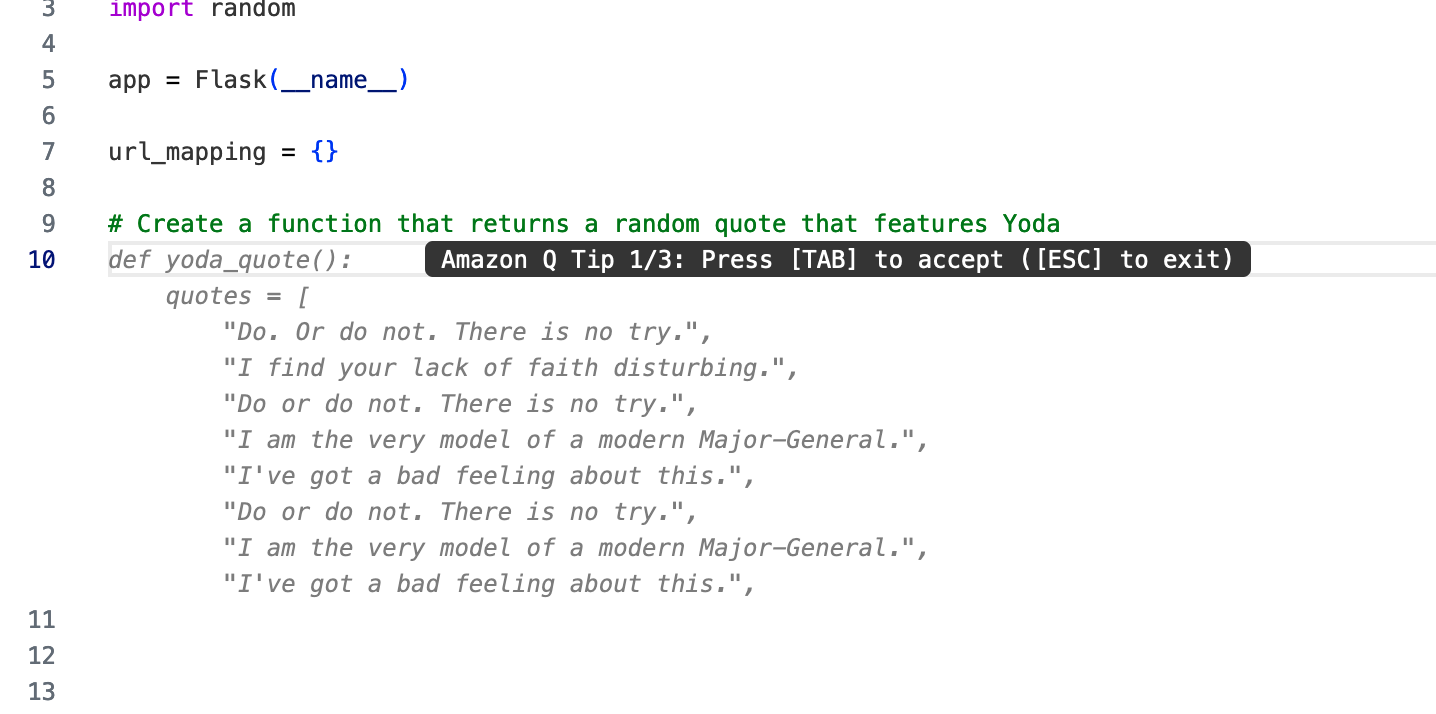 3 import random
4
5 app = Flask(__name__)
6
7 url_mapping = {}
8
9 # Create a function that returns a random quote that features Yoda
10 def yoda_quote(): Amazon Q Tip 1/3: Press [TAB] to accept ([ESC] to exit)
quotes = [
"Do. Or do not. There is no try.",
"I find your lack of faith disturbing.",
"Do or do not. There is no try.",
"I am the very model of a modern Major-General.",
"I've got a bad feeling about this.",
"Do or do not. There is no try.",
"I am the very model of a modern Major-General.",
"I've got a bad feeling about this.",
11
12
13